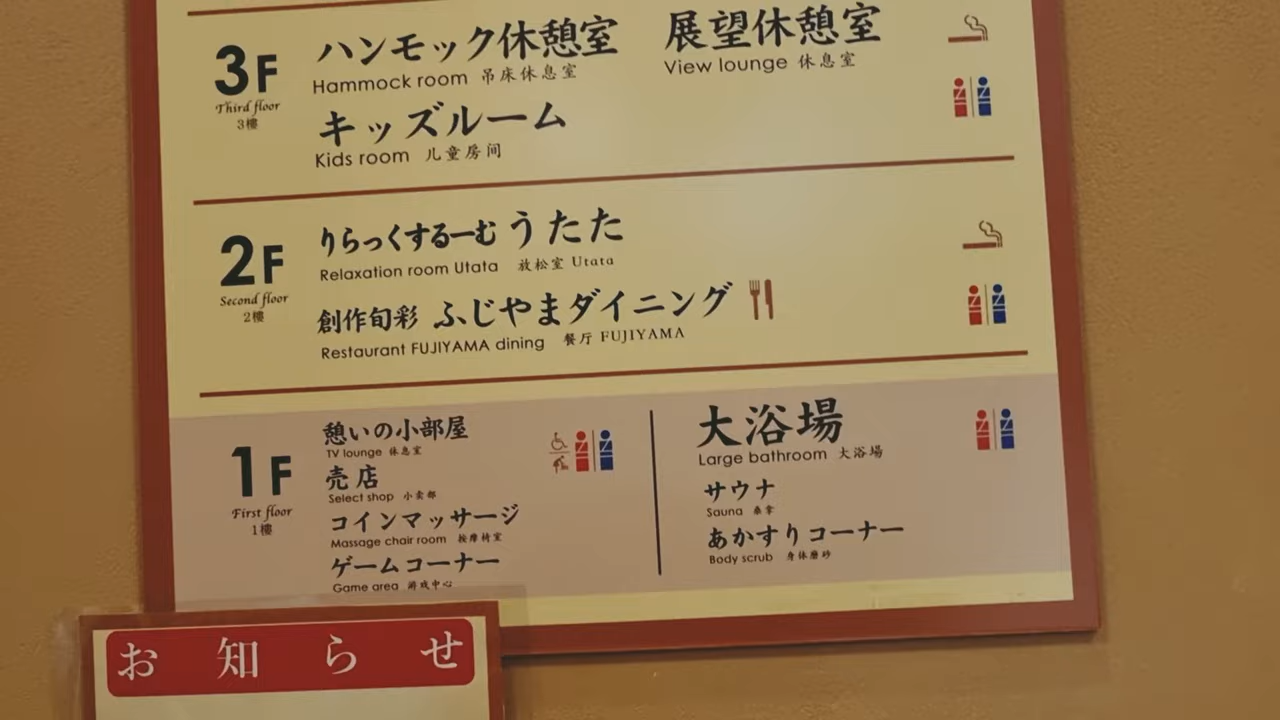 3F
Third floor
3樓
ハンモック休憩室 展望休憩室
Hammock room 吊床休息室 View lounge 休息室
キッズルーム
Kids room 儿童房间
2F
Second floor
2樓
りらっくするーむ うたた
Relaxation room Utata 放松室 Utata
創作旬彩 ふじやまダイニング
Restaurant FUJIYAMA dining 餐厅 FUJIYAMA
1F
First floor
1樓
憩いの小部屋
TV lounge 休息室
売店
Select shop 小卖部
コインマッサージ
Massage chair room 按摩椅室
ゲームコーナー
Game area 游戏中心
大浴場
Large bathroom 大浴場
サウナ
Sauna 桑拿
あかすりコーナー
Body scrub 身体磨砂
お知らせ